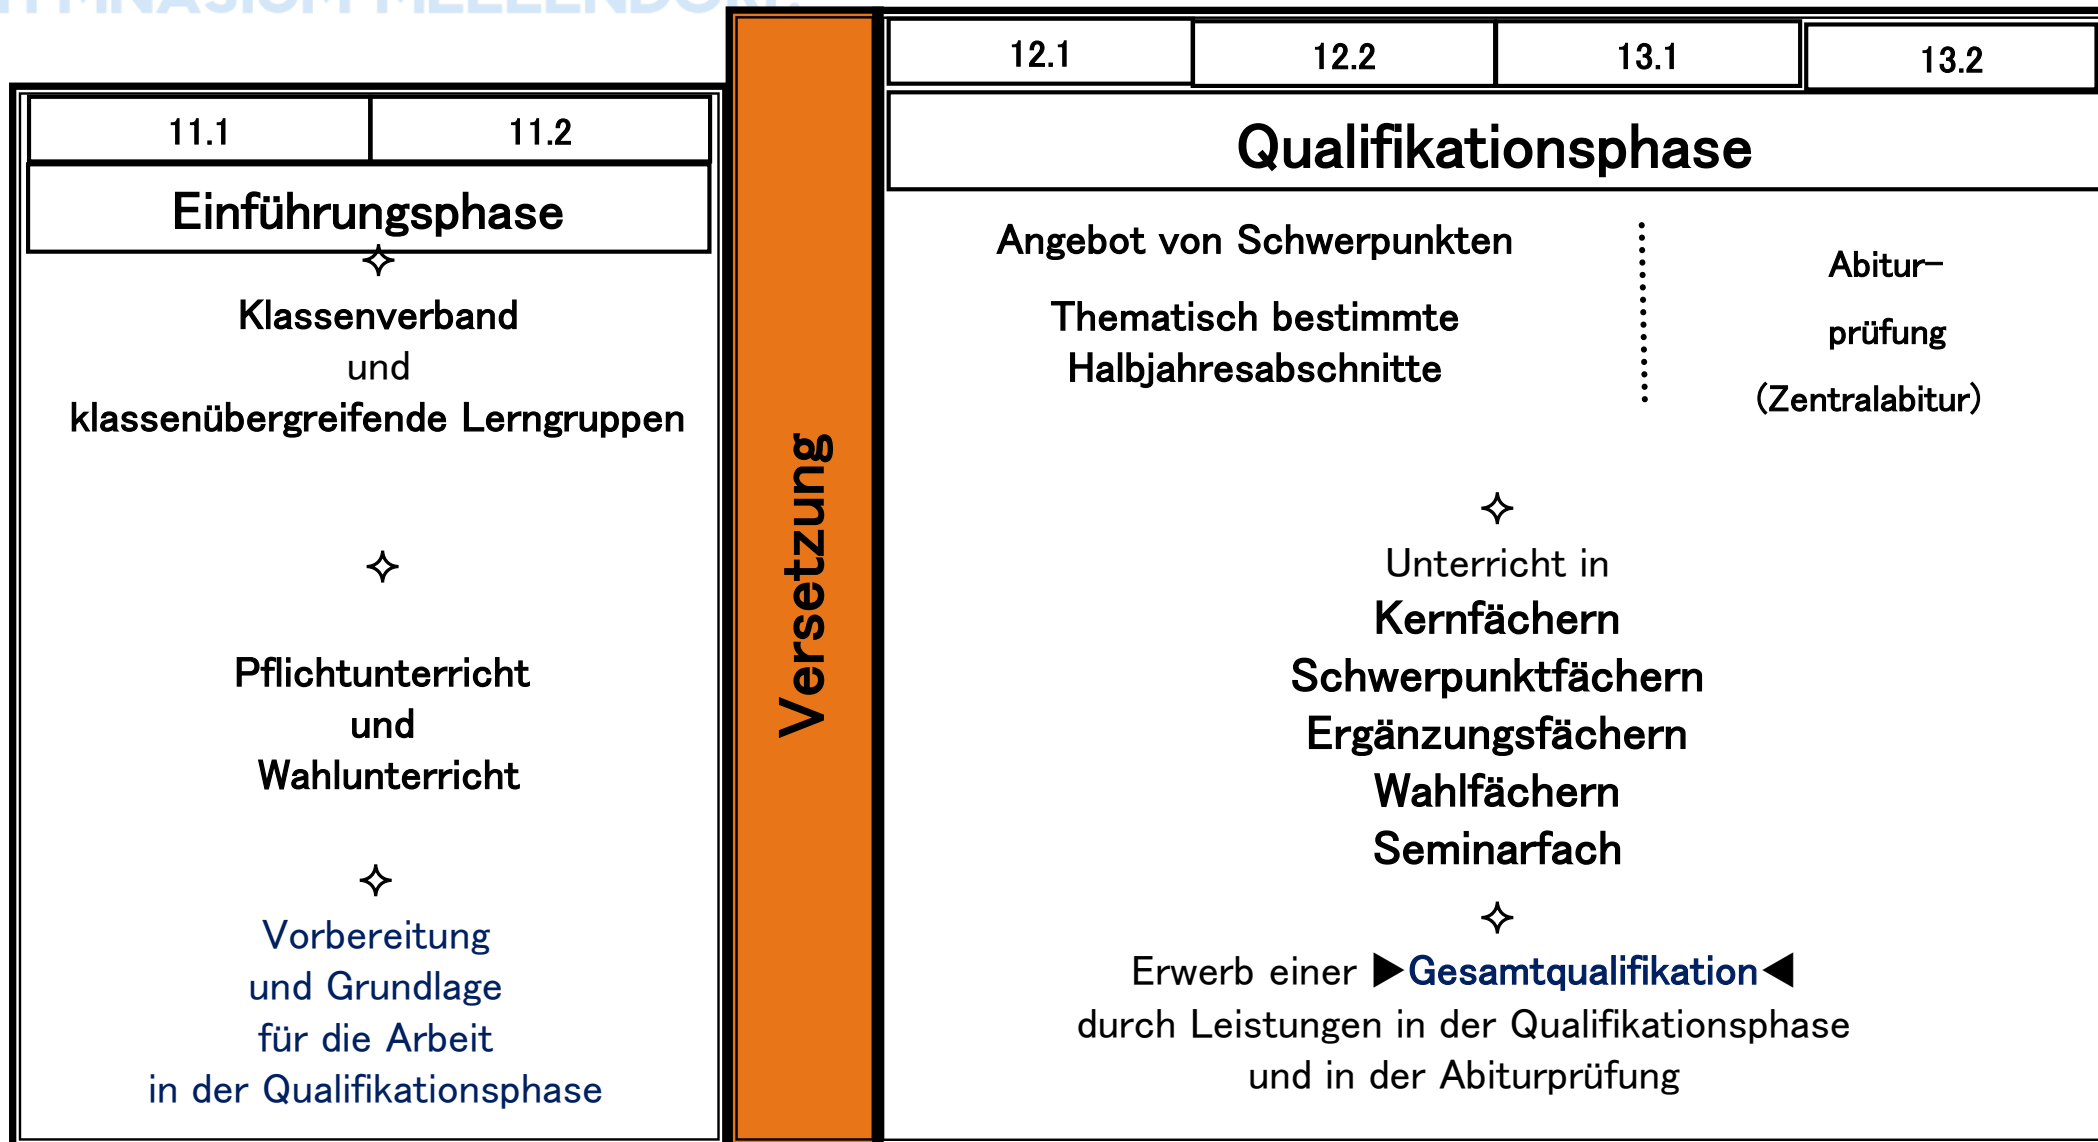 GYMNASIUM MELLENDORF
11.1
11.2
Einführungsphase
Klassenverband
und
klassenübergreifende Lerngruppen
Pflichtunterricht
und
Wahlunterricht
Vorbereitung
und Grundlage
für die Arbeit
in der Qualifikationsphase
Versetzung
12.1
12.2
13.1
13.2
Qualifikationsphase
Angebot von Schwerpunkten
Thematisch bestimmte
Halbjahresabschnitte
Abitur-
prüfung
(Zentralabitur)
Unterricht in
Kernfächern
Schwerpunktfächern
Ergänzungsfächern
Wahlfächern
Seminarfach
Erwerb einer ▶Gesamtqualifikation◀
durch Leistungen in der Qualifikationsphase
und in der Abiturprüfung